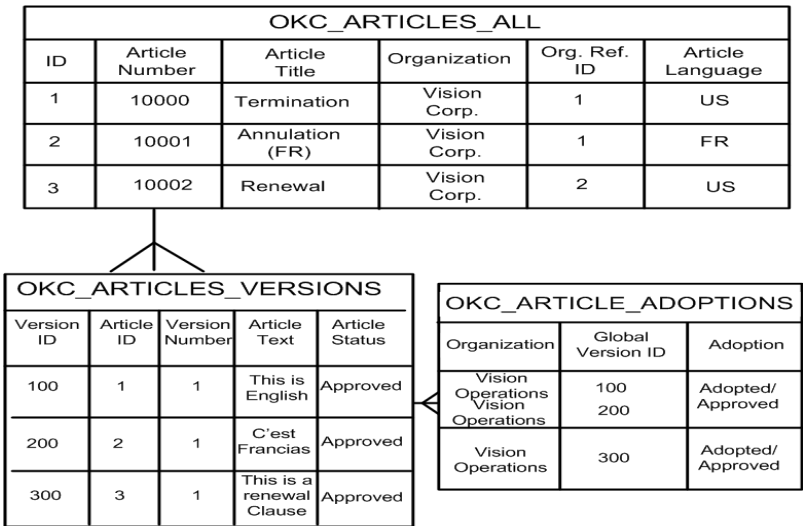 OKC_ARTICLES_ALL
ID Article Number Article Title Organization Org. Ref. ID Article Language
1 10000 Termination Vision Corp. 1 US
2 10001 Annulation (FR) Vision Corp. 1 FR
3 10002 Renewal Vision Corp. 2 US
OKC_ARTICLES_VERSIONS
Version ID Article ID Version Number Article Text Article Status
100 1 1 This is English Approved
200 2 1 C'est Francias Approved
300 3 1 This is a renewal Clause Approved
OKC_ARTICLE_ADOPTIONS
Organization Global Version ID Adoption
Vision Operations 100 Adopted/ Approved
Vision Operations 200
Vision Operations 300 Adopted/ Approved